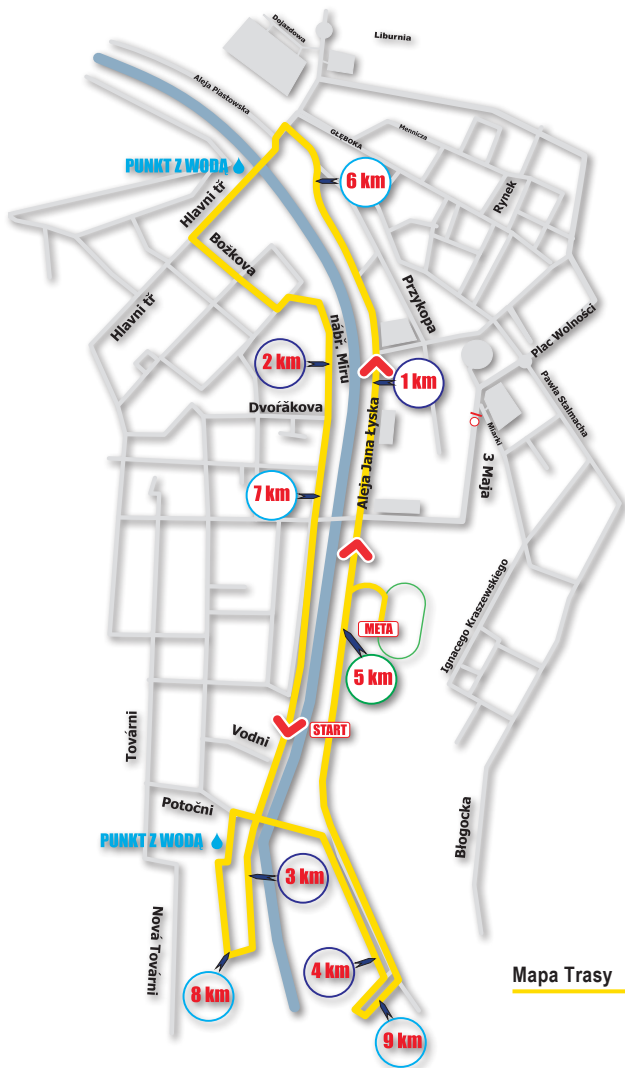 Dojazdowa
Liburnia
Aleja Piastowska
GŁĘBOKA
Mennicza
PUNKT Z WODĄ
6 km
Rynek
Hlavni tř
Božkova
Przykopa
Hlavni tř
nábř. Míru
Plac Wolności
2 km
1 km
Pawła Stalmacha
Dvořăkova
Aleja Jana Łyska
Miarki
3 Maja
7 km
Ignacego Kraszewskiego
META
5 km
START
Továrni
Vodni
Potočni
Błogocka
PUNKT Z WODĄ
3 km
Nová Továrni
4 km
Mapa Trasy
8 km
9 km